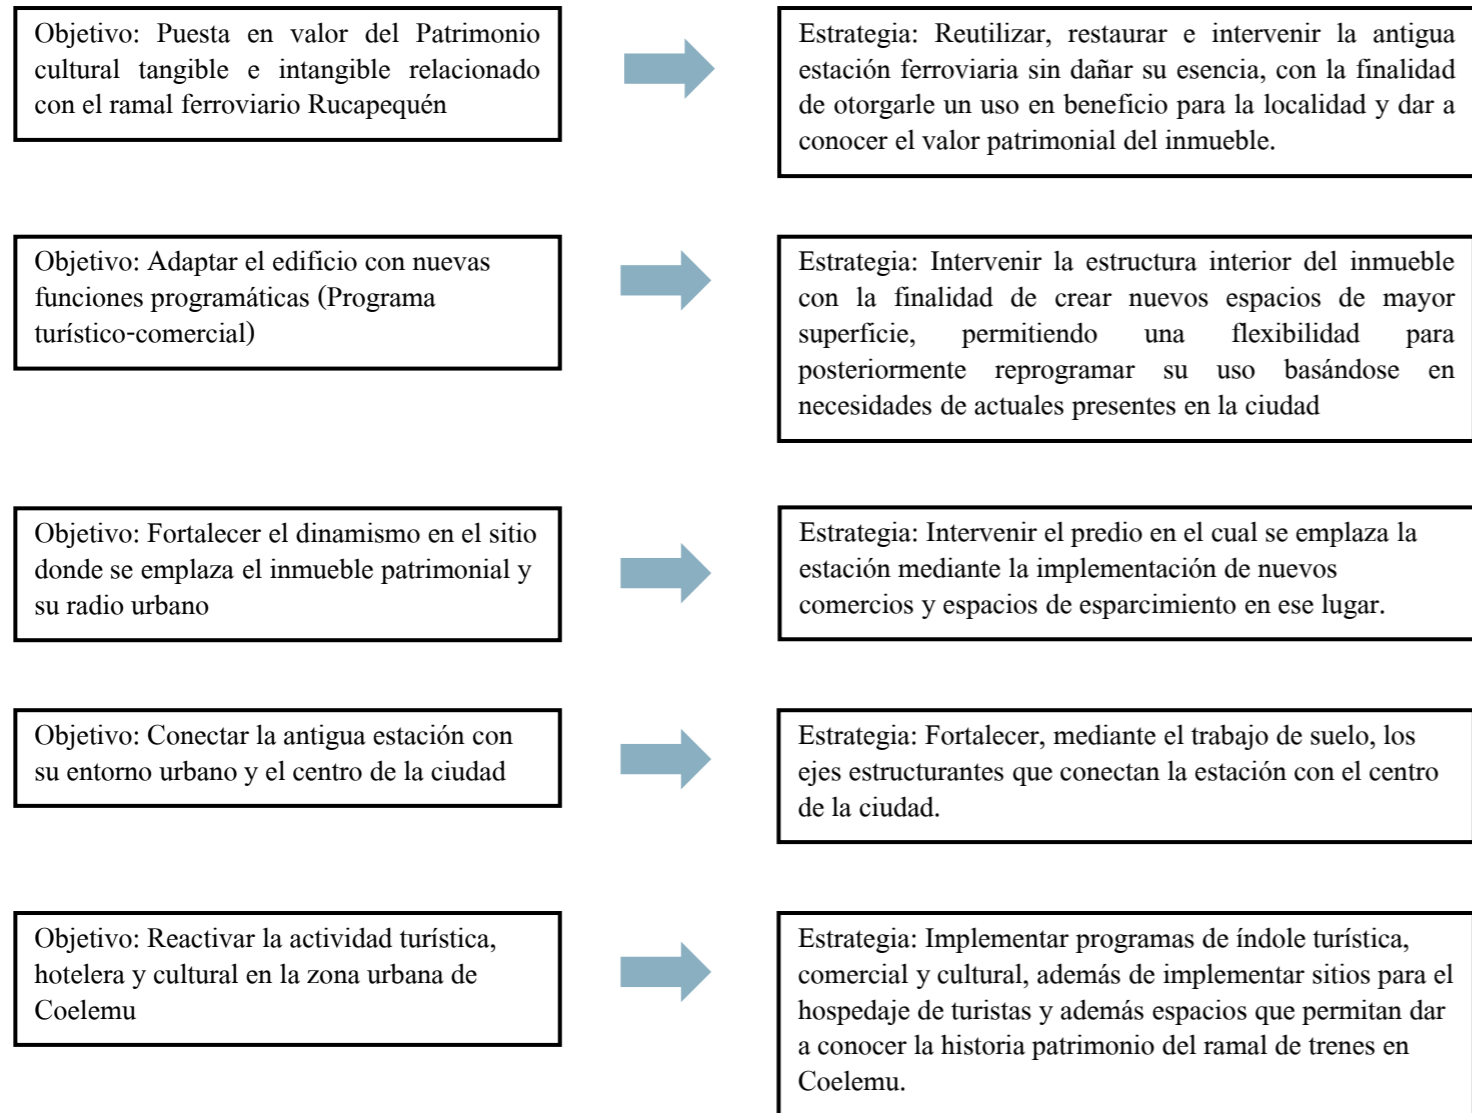 Objetivo: Puesta en valor del Patrimonio
cultural tangible e intangible relacionado
con el ramal ferroviario Rucapequén
Estrategia: Reutilizar, restaurar e intervenir la antigua
estación ferroviaria sin dañar su esencia, con la finalidad
de otorgarle un uso en beneficio para la localidad y dar a
conocer el valor patrimonial del inmueble.
Objetivo: Adaptar el edificio con nuevas
funciones programáticas (Programa
turístico-comercial)
Estrategia: Intervenir la estructura interior del inmueble
con la finalidad de crear nuevos espacios de mayor
superficie, permitiendo una flexibilidad para
posteriormente reprogramar su uso basándose en
necesidades de actuales presentes en la ciudad
Objetivo: Fortalecer el dinamismo en el sitio
donde se emplaza el inmueble patrimonial y
su radio urbano
Estrategia: Intervenir el predio en el cual se emplaza la
estación mediante la implementación de nuevos
comercios y espacios de esparcimiento en ese lugar.
Objetivo: Conectar la antigua estación con
su entorno urbano y el centro de la ciudad
Estrategia: Fortalecer, mediante el trabajo de suelo, los
ejes estructurantes que conectan la estación con el centro
de la ciudad.
Objetivo: Reactivar la actividad turística,
hotelera y cultural en la zona urbana de
Coelemu
Estrategia: Implementar programas de índole turística,
comercial y cultural, además de implementar sitios para el
hospedaje de turistas y además espacios que permitan dar
a conocer la historia patrimonio del ramal de trenes en
Coelemu.